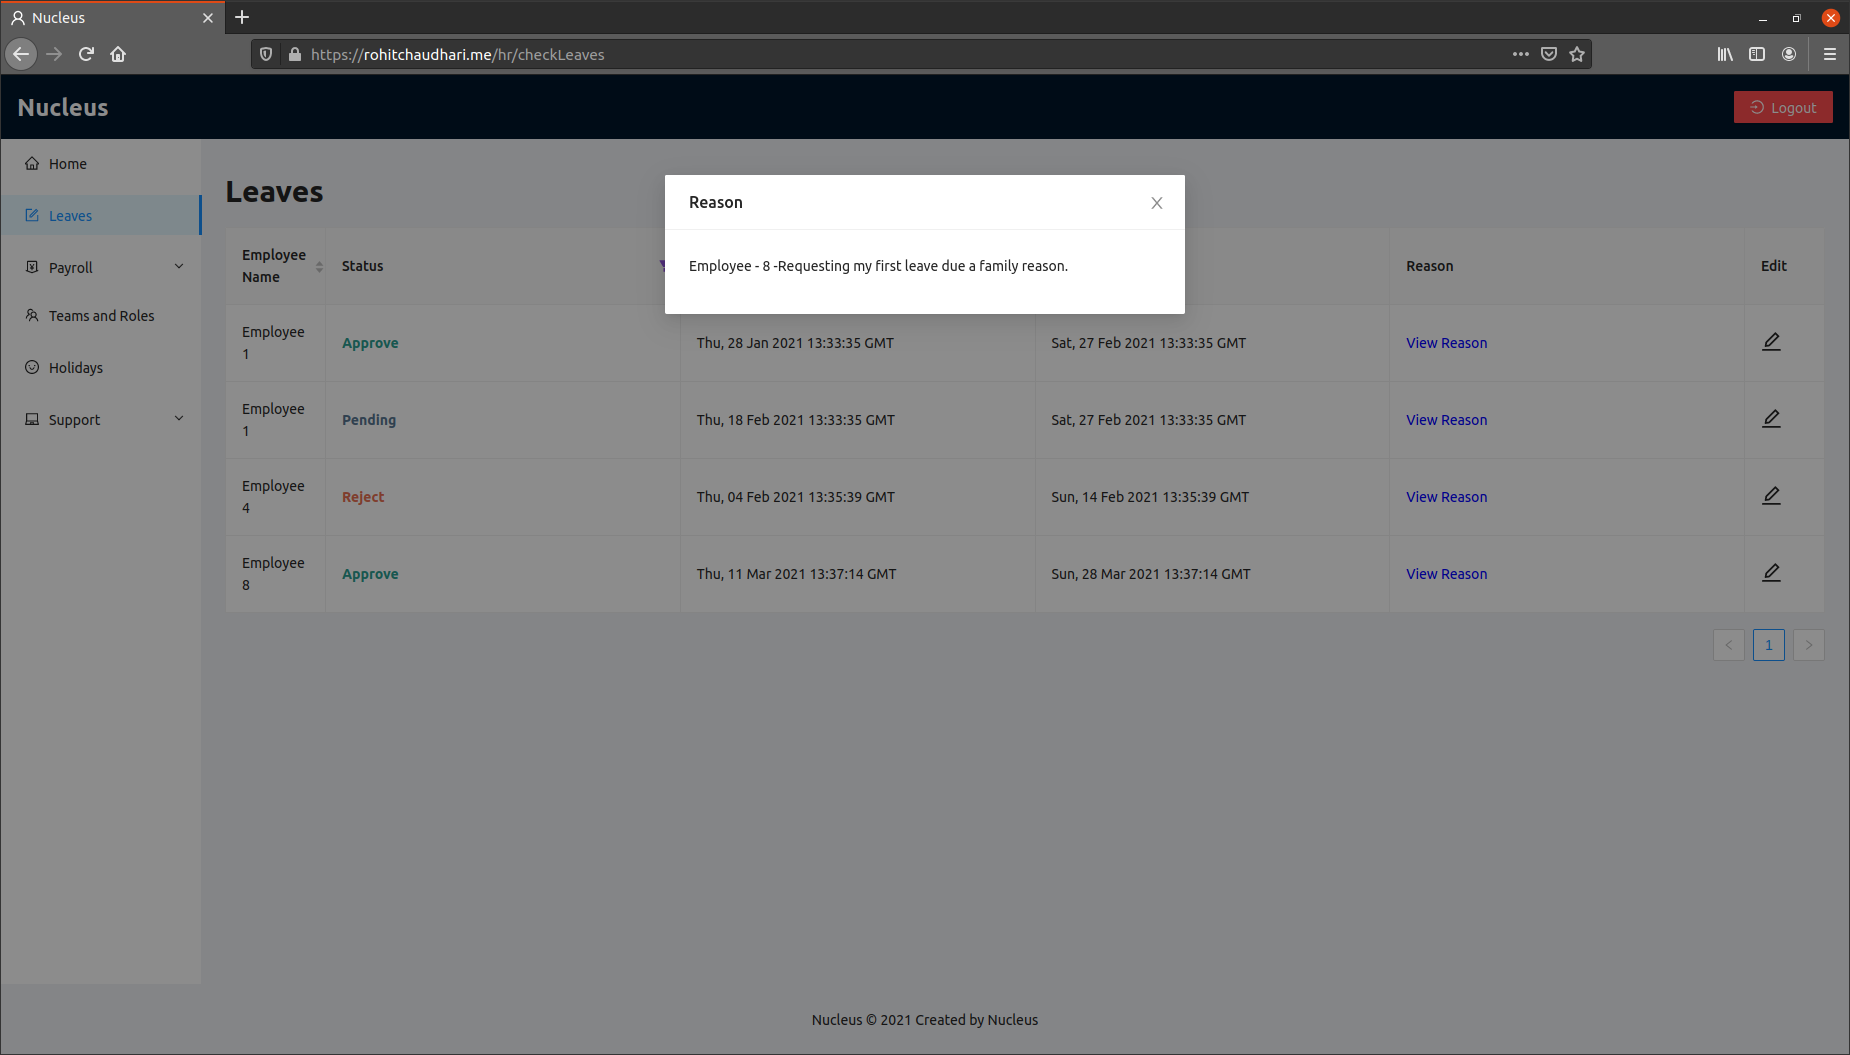 Nucleus
https://rohitchaudhari.me/hr/checkLeaves
Nucleus
Logout
Home
Leaves
Payroll
Teams and Roles
Holidays
Support
Leaves
Reason
Employee - 8 -Requesting my first leave due a family reason.
Employee
Name
Status
Reason
Edit
Employee
1
Approve
Thu, 28 Jan 2021 13:33:35 GMT
Sat, 27 Feb 2021 13:33:35 GMT
View Reason
Employee
1
Pending
Thu, 18 Feb 2021 13:33:35 GMT
Sat, 27 Feb 2021 13:33:35 GMT
View Reason
Employee
4
Reject
Thu, 04 Feb 2021 13:35:39 GMT
Sun, 14 Feb 2021 13:35:39 GMT
View Reason
Employee
8
Approve
Thu, 11 Mar 2021 13:37:14 GMT
Sun, 28 Mar 2021 13:37:14 GMT
View Reason
< 1 >
Nucleus © 2021 Created by Nucleus